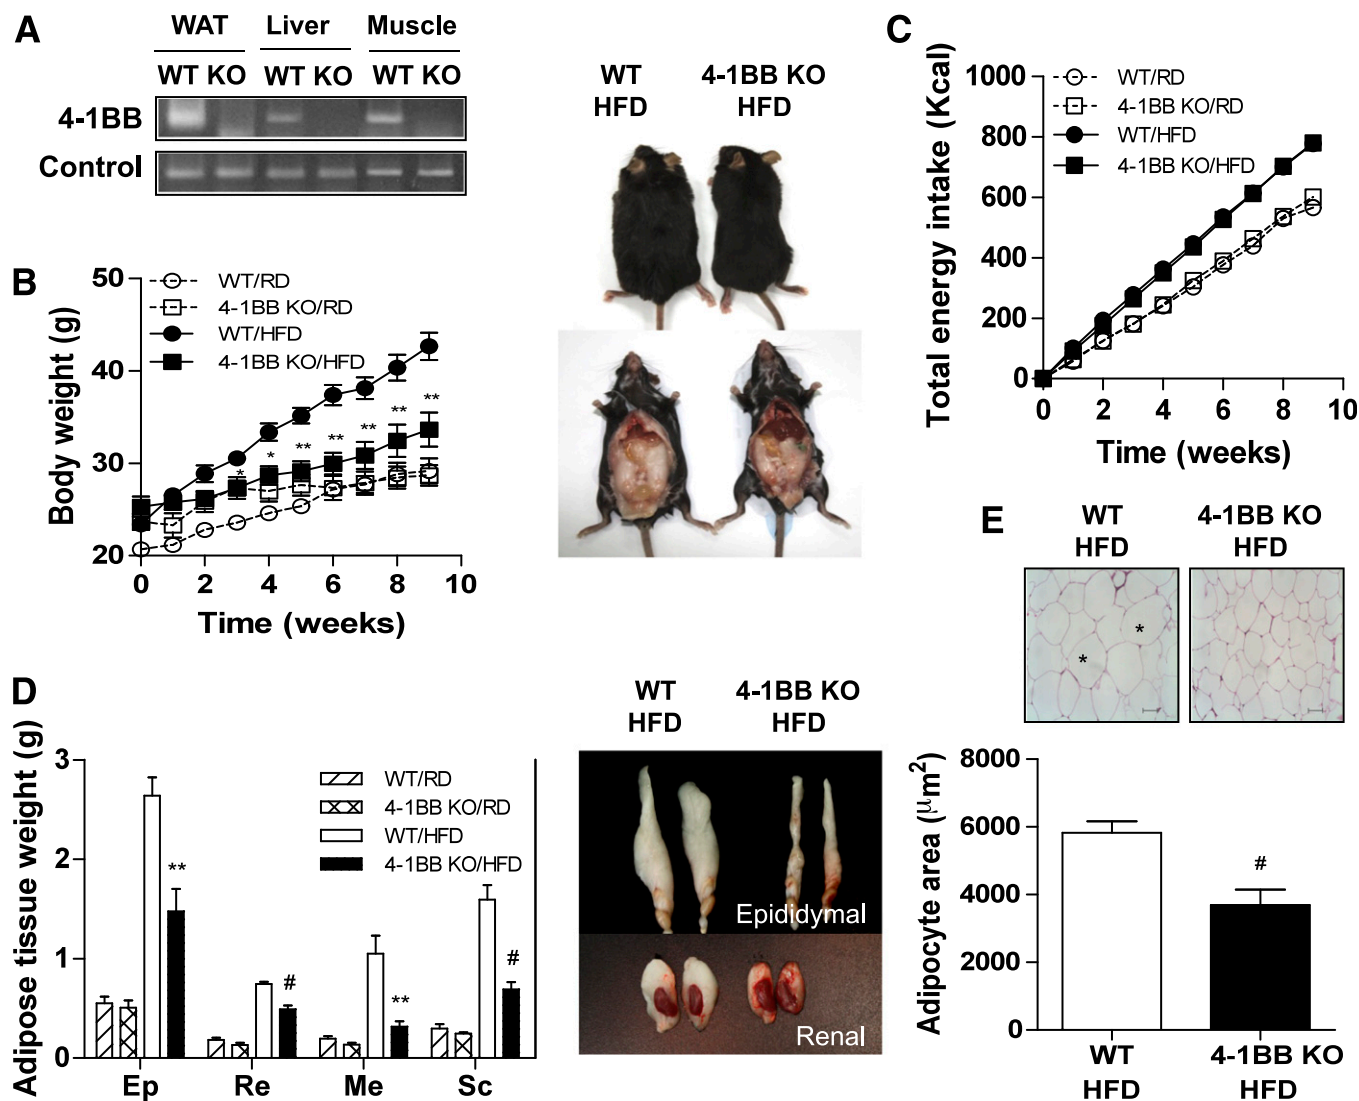 A
WAT Liver Muscle
WT KO WT KO WT KO
4-1BB
Control
WT
HFD
4-1BB KO
HFD
B
Body weight (g)
50
40
30
20
WT/RD
4-1BB KO/RD
WT/HFD
4-1BB KO/HFD
* * ** ** ** ** **
0 2 4 6 8 10
Time (weeks)
C
Total energy intake (Kcal)
1000
800
600
400
200
0
WT/RD
4-1BB KO/RD
WT/HFD
4-1BB KO/HFD
0 2 4 6 8 10
Time (weeks)
D
Adipose tissue weight (g)
3
2
1
0
WT/RD
4-1BB KO/RD
WT/HFD
4-1BB KO/HFD
** # ** #
Ep Re Me Sc
WT
HFD
4-1BB KO
HFD
Epididymal
Renal
E
WT
HFD
4-1BB KO
HFD
* *
Adipocyte area (μm²)
8000
6000
4000
2000
0
#
WT
HFD
4-1BB KO
HFD